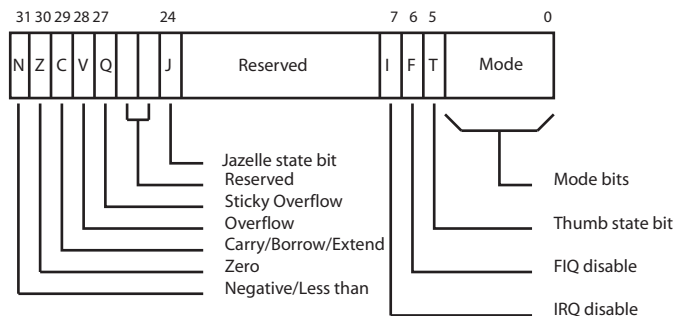 31 30 29 28 27 24 7 6 5 0
N Z C V Q J Reserved I F T Mode
Jazelle state bit
Reserved
Sticky Overflow
Overflow
Carry/Borrow/Extend
Zero
Negative/Less than
Mode bits
Thumb state bit
FIQ disable
IRQ disable